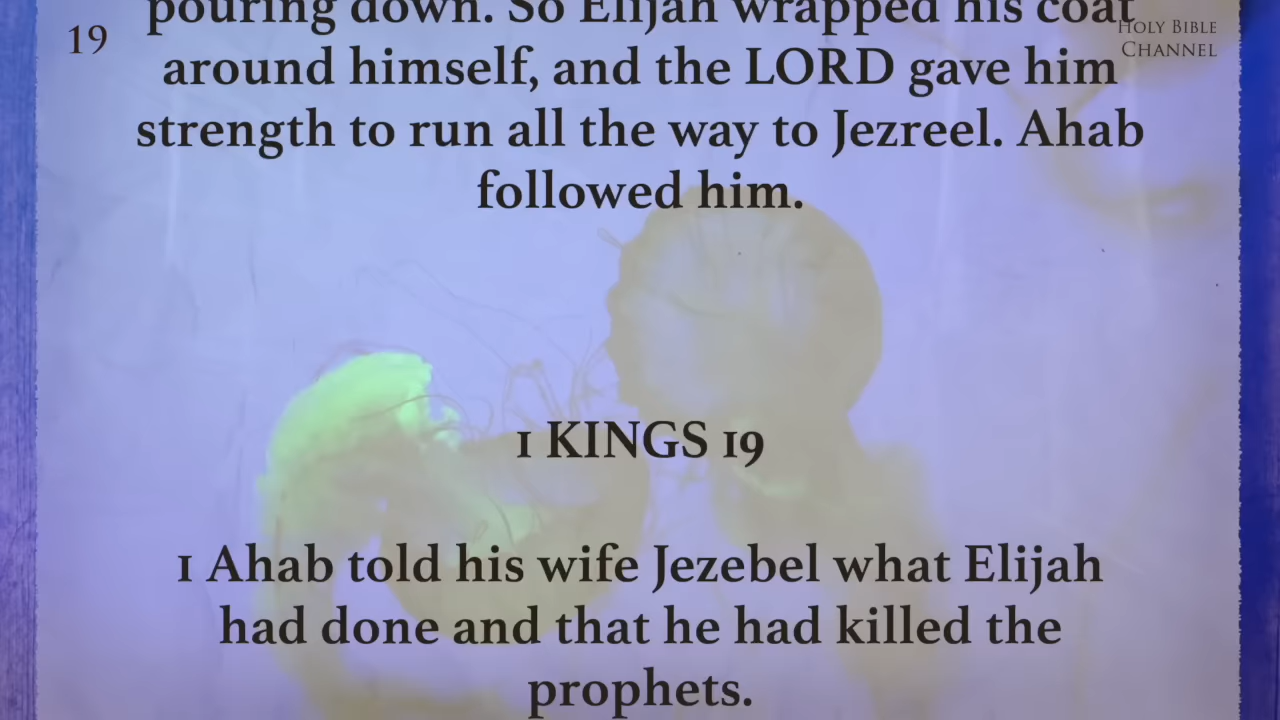 pouring down. So Elijah wrapped his coat
19
HOLY BIBLE
CHANNEL
around himself, and the LORD gave him
strength to run all the way to Jezreel. Ahab
followed him.
1 KINGS 19
1 Ahab told his wife Jezebel what Elijah
had done and that he had killed the
prophets.